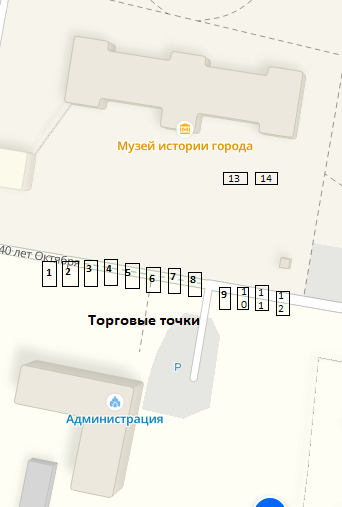 Музей истории города
13 14
40 лет Октября
1 2 3 4 5 6 7 8 9 10 11 12
Торговые точки
P
Администрация